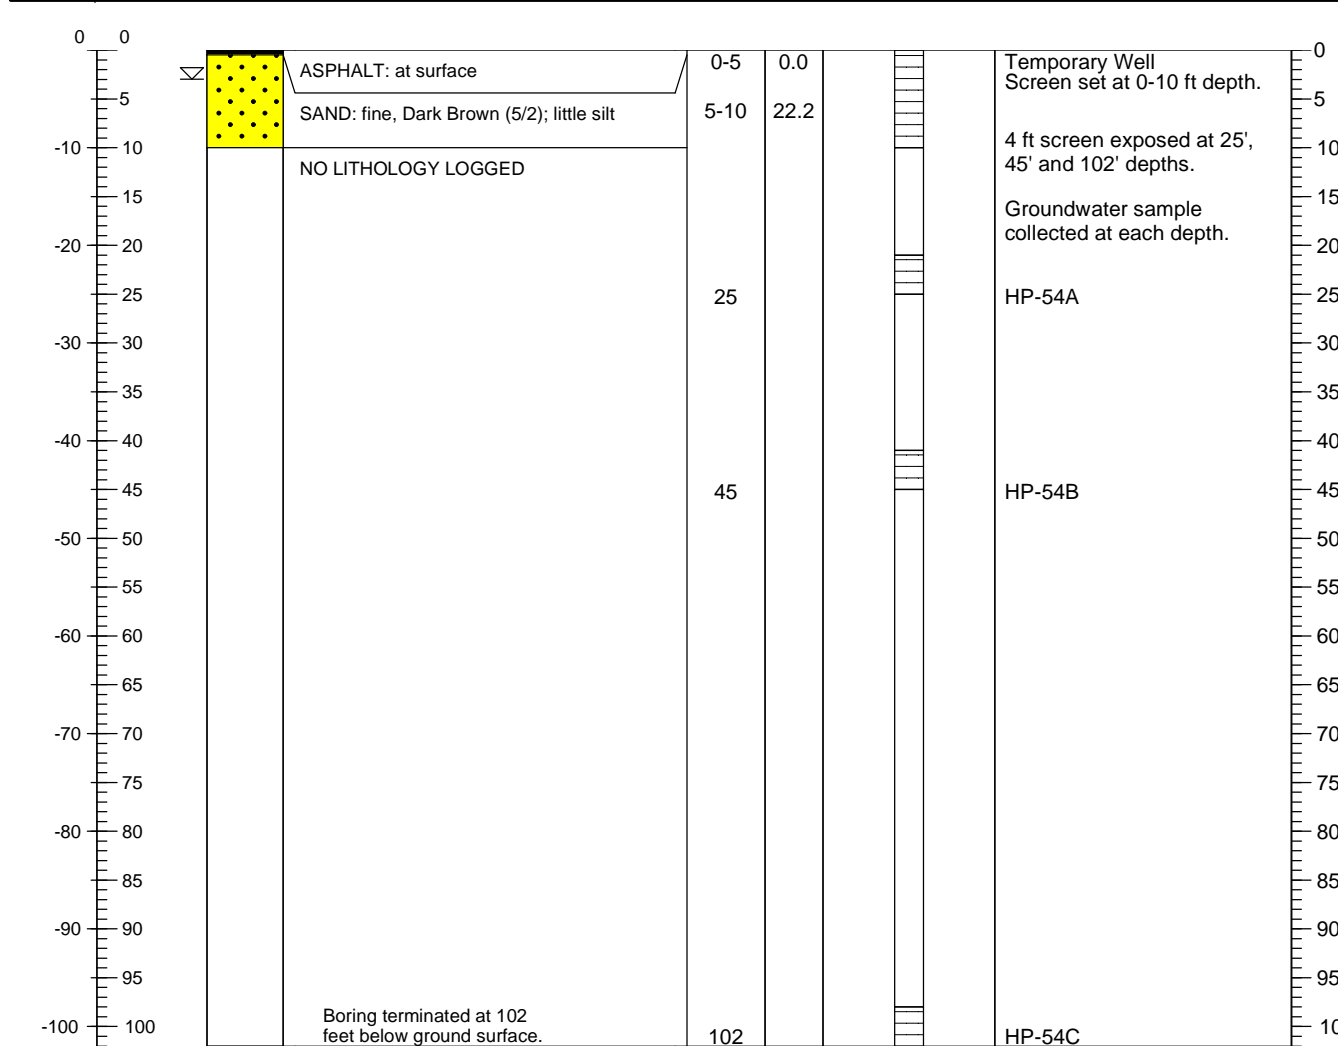 0 0 0
ASPHALT: at surface 0-5 0.0 Temporary Well
Screen set at 0-10 ft depth.
5 5
SAND: fine, Dark Brown (5/2); little silt 5-10 22.2
4 ft screen exposed at 25',
-10 10 10
NO LITHOLOGY LOGGED 45' and 102' depths.
15 15
Groundwater sample
collected at each depth.
-20 20 20
25 25 HP-54A 25
-30 30 30
35 35
-40 40 40
45 45 HP-54B 45
-50 50 50
55 55
-60 60 60
65 65
-70 70 70
75 75
-80 80 80
85 85
-90 90 90
95 95
Boring terminated at 102
-100 100 10
feet below ground surface. 102 HP-54C